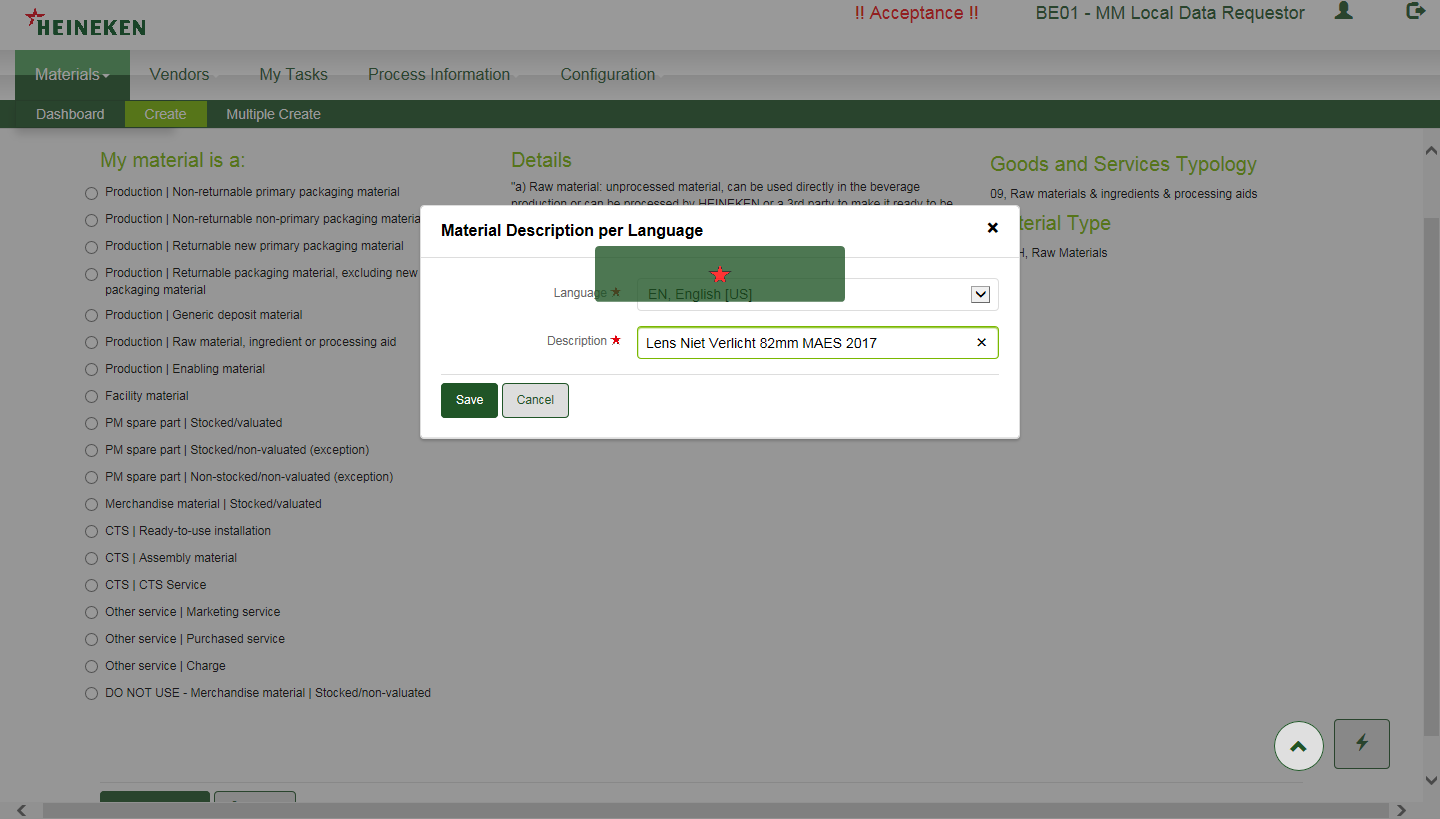 HEINEKEN
!! Acceptance !!
BE01 - MM Local Data Requestor
Materials
Vendors
My Tasks
Process Information
Configuration
Dashboard
Create
Multiple Create
My material is a:
Production | Non-returnable primary packaging material
Production | Non-returnable non-primary packaging materia
Production | Returnable new primary packaging material
Production | Returnable packaging material, excluding new
packaging material
Production | Generic deposit material
Production | Raw material, ingredient or processing aid
Production | Enabling material
Facility material
PM spare part | Stocked/valuated
PM spare part | Stocked/non-valuated (exception)
PM spare part | Non-stocked/non-valuated (exception)
Merchandise material | Stocked/valuated
CTS | Ready-to-use installation
CTS | Assembly material
CTS | CTS Service
Other service | Marketing service
Other service | Purchased service
Other service | Charge
DO NOT USE - Merchandise material | Stocked/non-valuated
Details
"a) Raw material: unprocessed material, can be used directly in the beverage
production or can be processed by HEINEKEN or a 3rd party to make it ready to be
Goods and Services Typology
09, Raw materials & ingredients & processing aids
terial Type
H, Raw Materials
Material Description per Language
Language
EN, English [US]
Description
Lens Niet Verlicht 82mm MAES 2017
Save
Cancel